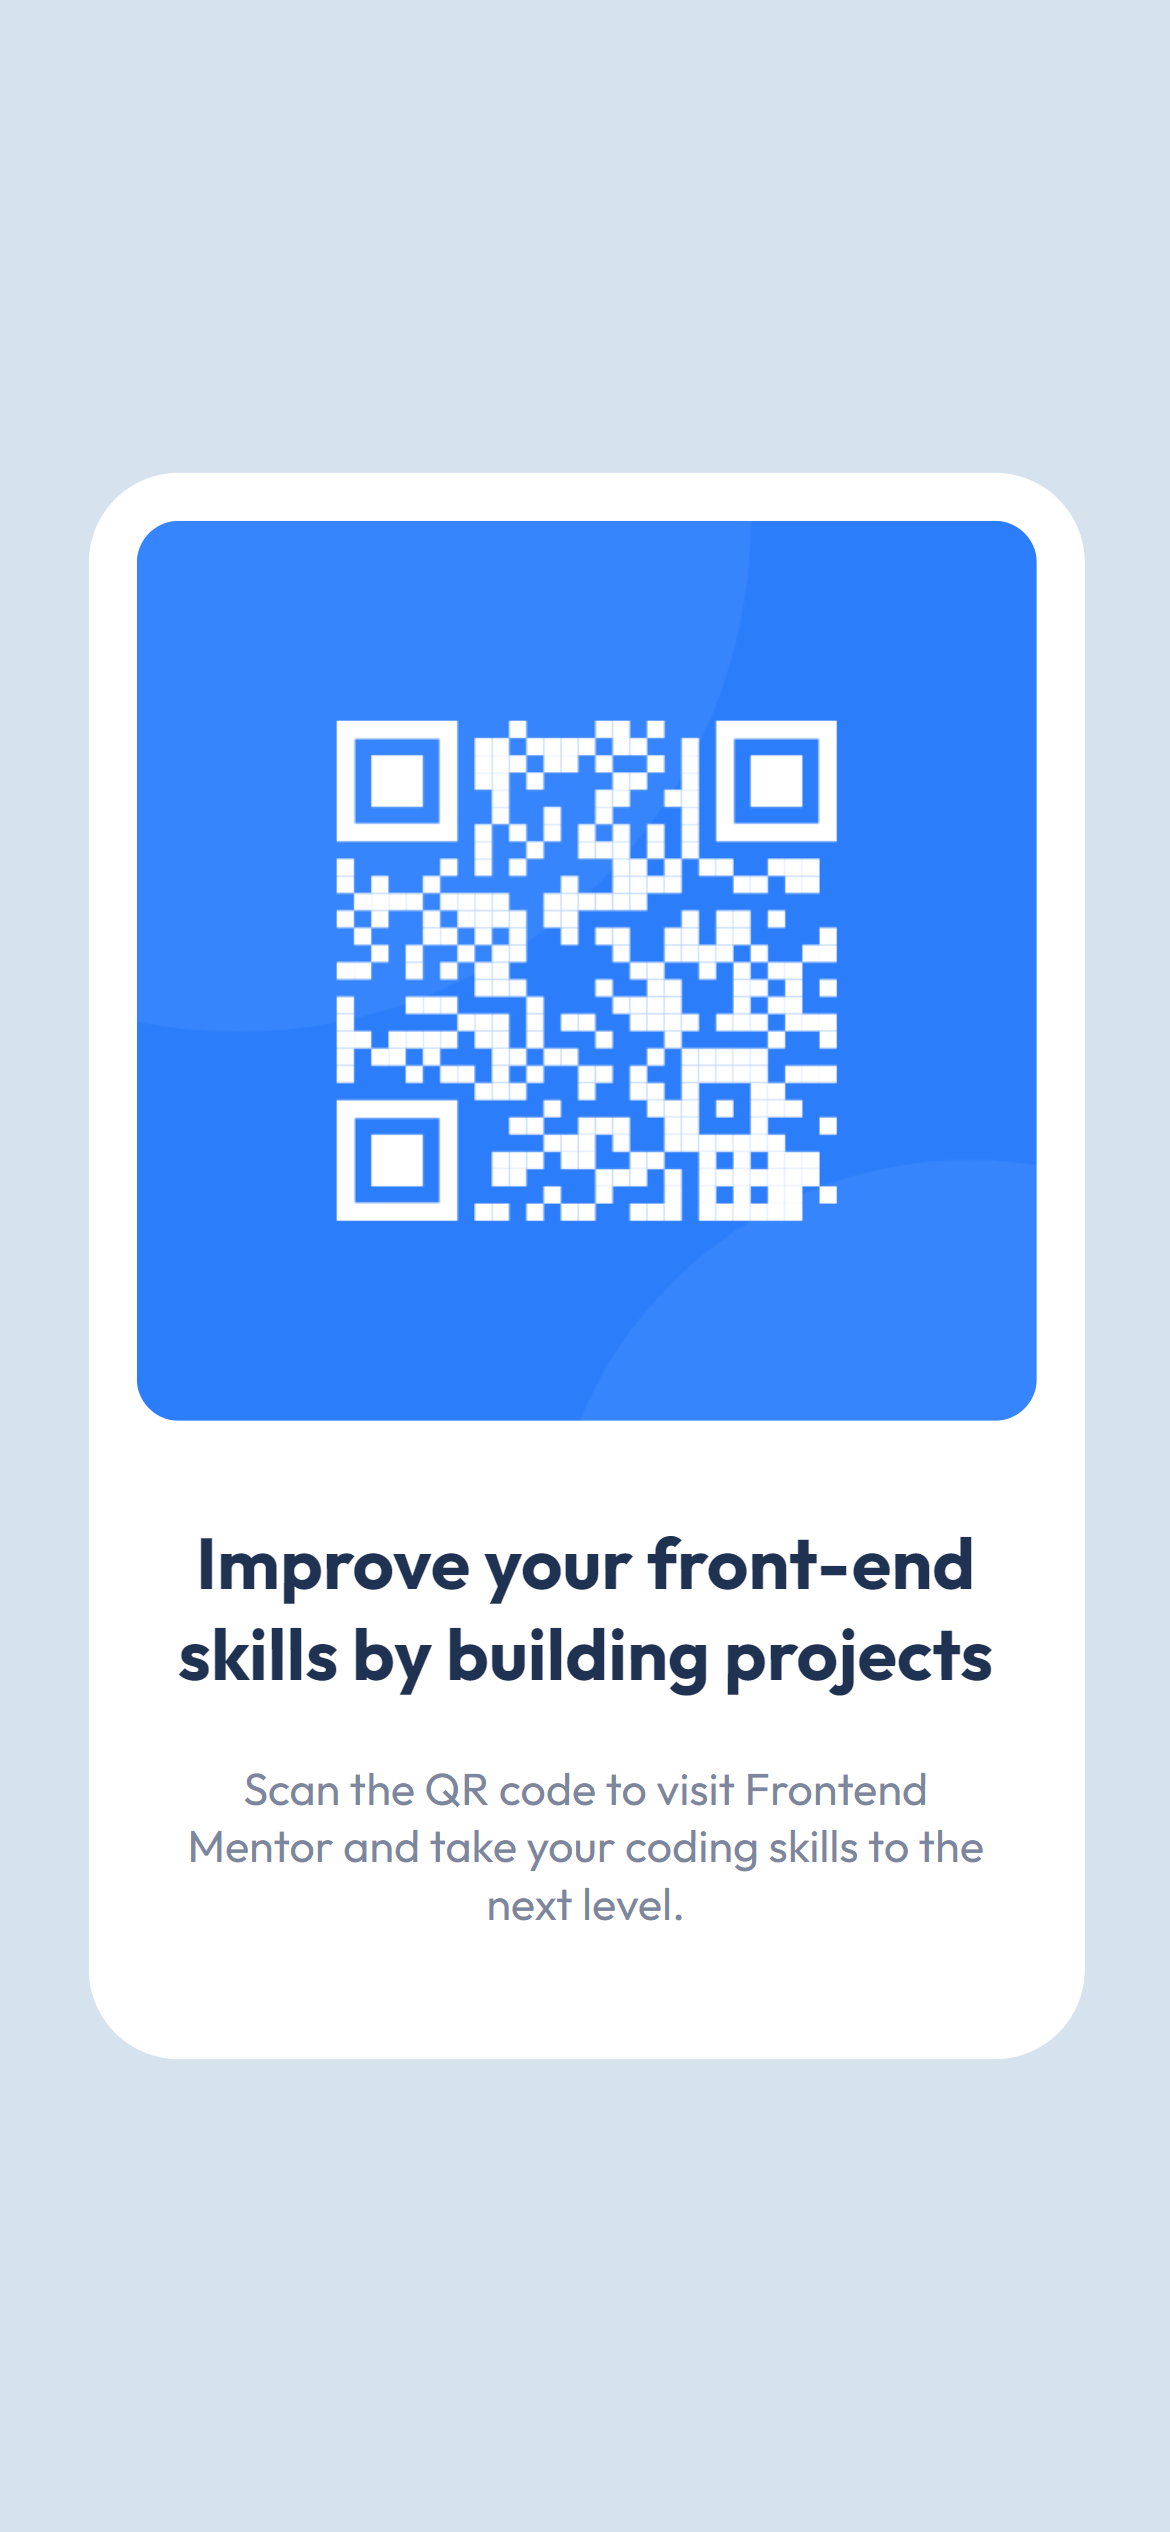 Improve your front-end
skills by building projects
Scan the QR code to visit Frontend
Mentor and take your coding skills to the
next level.